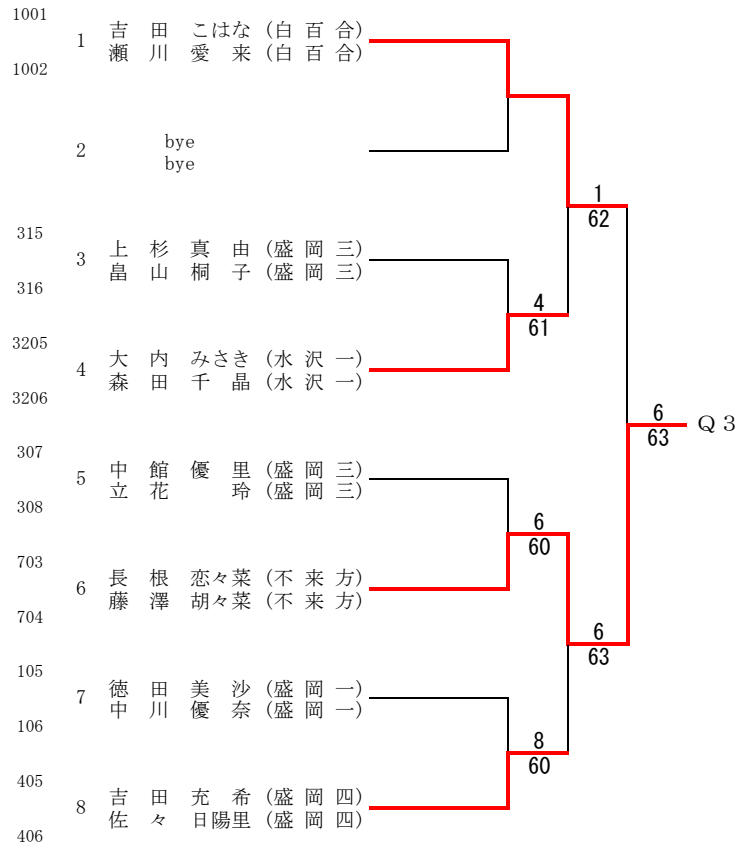 1001
1 吉 田 こはな (白 百 合)
瀬 川 愛 来 (白 百 合)
1002
2 bye
bye
1
62
315
3 上 杉 真 由 (盛 岡 三)
畠 山 桐 子 (盛 岡 三)
316
4
61
3205
4 大 内 みさき (水 沢 一)
森 田 千 晶 (水 沢 一)
3206
6
63
Q3
307
5 中 館 優 里 (盛 岡 三)
立 花 玲 (盛 岡 三)
308
6
60
703
6 長 根 恋々菜 (不 来 方)
藤 澤 胡々菜 (不 来 方)
704
6
63
105
7 徳 田 美 沙 (盛 岡 一)
中 川 優 奈 (盛 岡 一)
106
8
60
405
8 吉 田 充 希 (盛 岡 四)
佐 々 日陽里 (盛 岡 四)
406